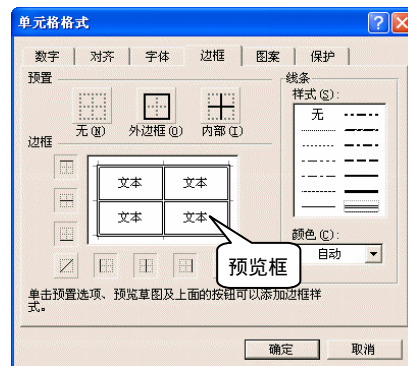 单元格格式
数字 对齐 字体 边框 图案 保护
预置
无(N) 外边框(O) 内部(I)
线条
样式(S):
无
边框
文本 文本
文本 文本
颜色(C):
自动
预览框
单击预置选项、预览草图及上面的按钮可以添加边框样
式。
确定 取消